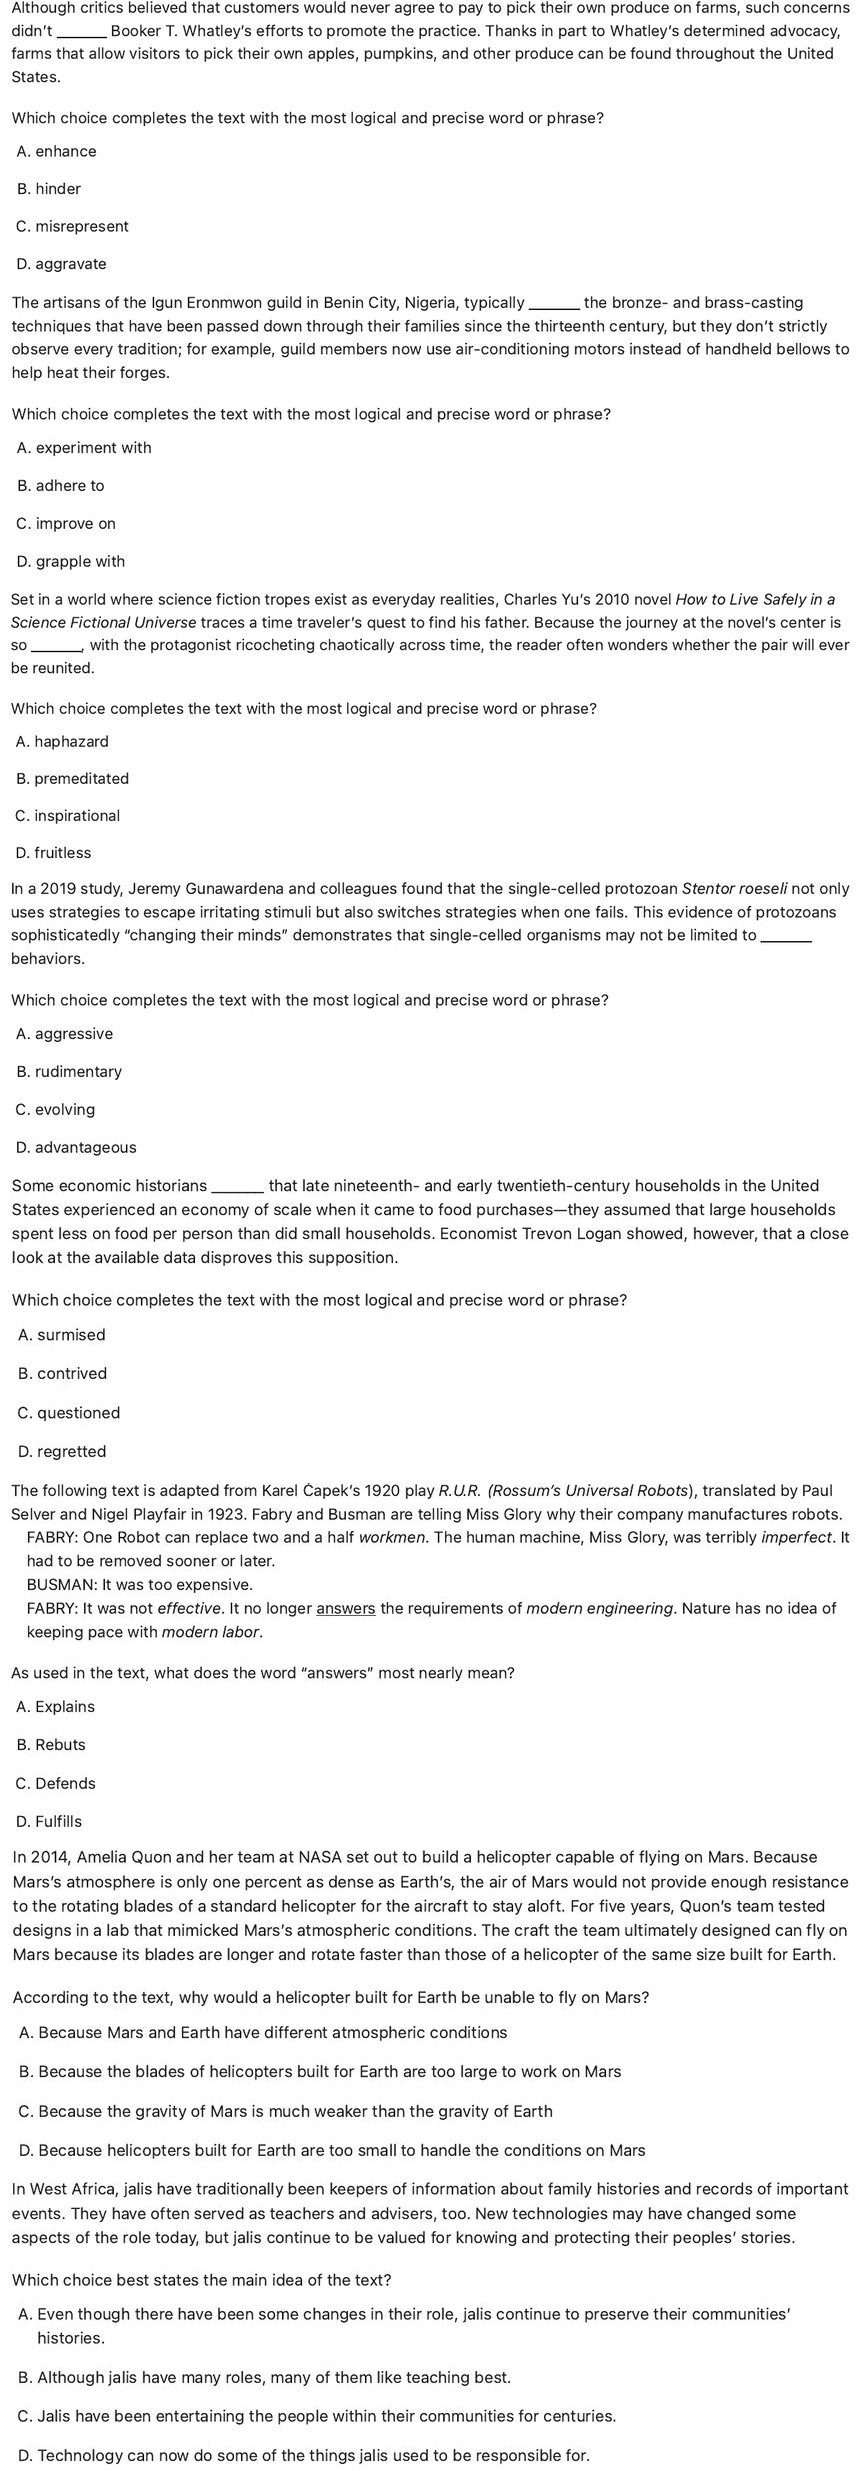 Although critics believed that customers would never agree to pay to pick their own produce on farms, such concerns
didn't ______ Booker T. Whatley's efforts to promote the practice. Thanks in part to Whatley's determined advocacy,
farms that allow visitors to pick their own apples, pumpkins, and other produce can be found throughout the United
States.
Which choice completes the text with the most logical and precise word or phrase?
A. enhance
B. hinder
C. misrepresent
D. aggravate
The artisans of the Igun Eronmwon guild in Benin City, Nigeria, typically ______ the bronze- and brass-casting
techniques that have been passed down through their families since the thirteenth century, but they don't strictly
observe every tradition; for example, guild members now use air-conditioning motors instead of handheld bellows to
help heat their forges.
Which choice completes the text with the most logical and precise word or phrase?
A. experiment with
B. adhere to
C. improve on
D. grapple with
Set in a world where science fiction tropes exist as everyday realities, Charles Yu's 2010 novel How to Live Safely in a
Science Fictional Universe traces a time traveler's quest to find his father. Because the journey at the novel's center is
so ______, with the protagonist ricocheting chaotically across time, the reader often wonders whether the pair will ever
be reunited.
Which choice completes the text with the most logical and precise word or phrase?
A. haphazard
B. premeditated
C. inspirational
D. fruitless
In a 2019 study, Jeremy Gunawardena and colleagues found that the single-celled protozoan Stentor roeseli not only
uses strategies to escape irritating stimuli but also switches strategies when one fails. This evidence of protozoans
sophisticatedly "changing their minds" demonstrates that single-celled organisms may not be limited to ______
behaviors.
Which choice completes the text with the most logical and precise word or phrase?
A. aggressive
B. rudimentary
C. evolving
D. advantageous
Some economic historians ______ that late nineteenth- and early twentieth-century households in the United
States experienced an economy of scale when it came to food purchases—they assumed that large households
spent less on food per person than did small households. Economist Trevon Logan showed, however, that a close
look at the available data disproves this supposition.
Which choice completes the text with the most logical and precise word or phrase?
A. surmised
B. contrived
C. questioned
D. regretted
The following text is adapted from Karel Čapek's 1920 play R.U.R. (Rossum's Universal Robots), translated by Paul
Selver and Nigel Playfair in 1923. Fabry and Busman are telling Miss Glory why their company manufactures robots.
FABRY: One Robot can replace two and a half workmen. The human machine, Miss Glory, was terribly imperfect. It
had to be removed sooner or later.
BUSMAN: It was too expensive.
FABRY: It was not effective. It no longer answers the requirements of modern engineering. Nature has no idea of
keeping pace with modern labor.
As used in the text, what does the word "answers" most nearly mean?
A. Explains
B. Rebuts
C. Defends
D. Fulfills
In 2014, Amelia Quon and her team at NASA set out to build a helicopter capable of flying on Mars. Because
Mars's atmosphere is only one percent as dense as Earth's, the air of Mars would not provide enough resistance
to the rotating blades of a standard helicopter for the aircraft to stay aloft. For five years, Quon's team tested
designs in a lab that mimicked Mars's atmospheric conditions. The craft the team ultimately designed can fly on
Mars because its blades are longer and rotate faster than those of a helicopter of the same size built for Earth.
According to the text, why would a helicopter built for Earth be unable to fly on Mars?
A. Because Mars and Earth have different atmospheric conditions
B. Because the blades of helicopters built for Earth are too large to work on Mars
C. Because the gravity of Mars is much weaker than the gravity of Earth
D. Because helicopters built for Earth are too small to handle the conditions on Mars
In West Africa, jalis have traditionally been keepers of information about family histories and records of important
events. They have often served as teachers and advisers, too. New technologies may have changed some
aspects of the role today, but jalis continue to be valued for knowing and protecting their peoples' stories.
Which choice best states the main idea of the text?
A. Even though there have been some changes in their role, jalis continue to preserve their communities'
histories.
B. Although jalis have many roles, many of them like teaching best.
C. Jalis have been entertaining the people within their communities for centuries.
D. Technology can now do some of the things jalis used to be responsible for.